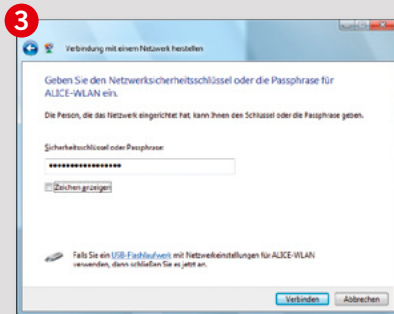 3
Verbindung mit einem Netzwerk herstellen
Geben Sie den Netzwerksicherheitsschlüssel oder die Passphrase für
ALICE-WLAN ein.
Die Person, die das Netzwerk eingerichtet hat, kann Ihnen den Schlüssel oder die Passphrase geben.
Sicherheitsschlüssel oder Passphrase:
•••••••••••••••••
Zeichen anzeigen
Falls Sie ein USB-Flashlaufwerk mit Netzwerkeinstellungen für ALICE-WLAN
verwenden, dann schließen Sie es jetzt an.
Verbinden Abbrechen